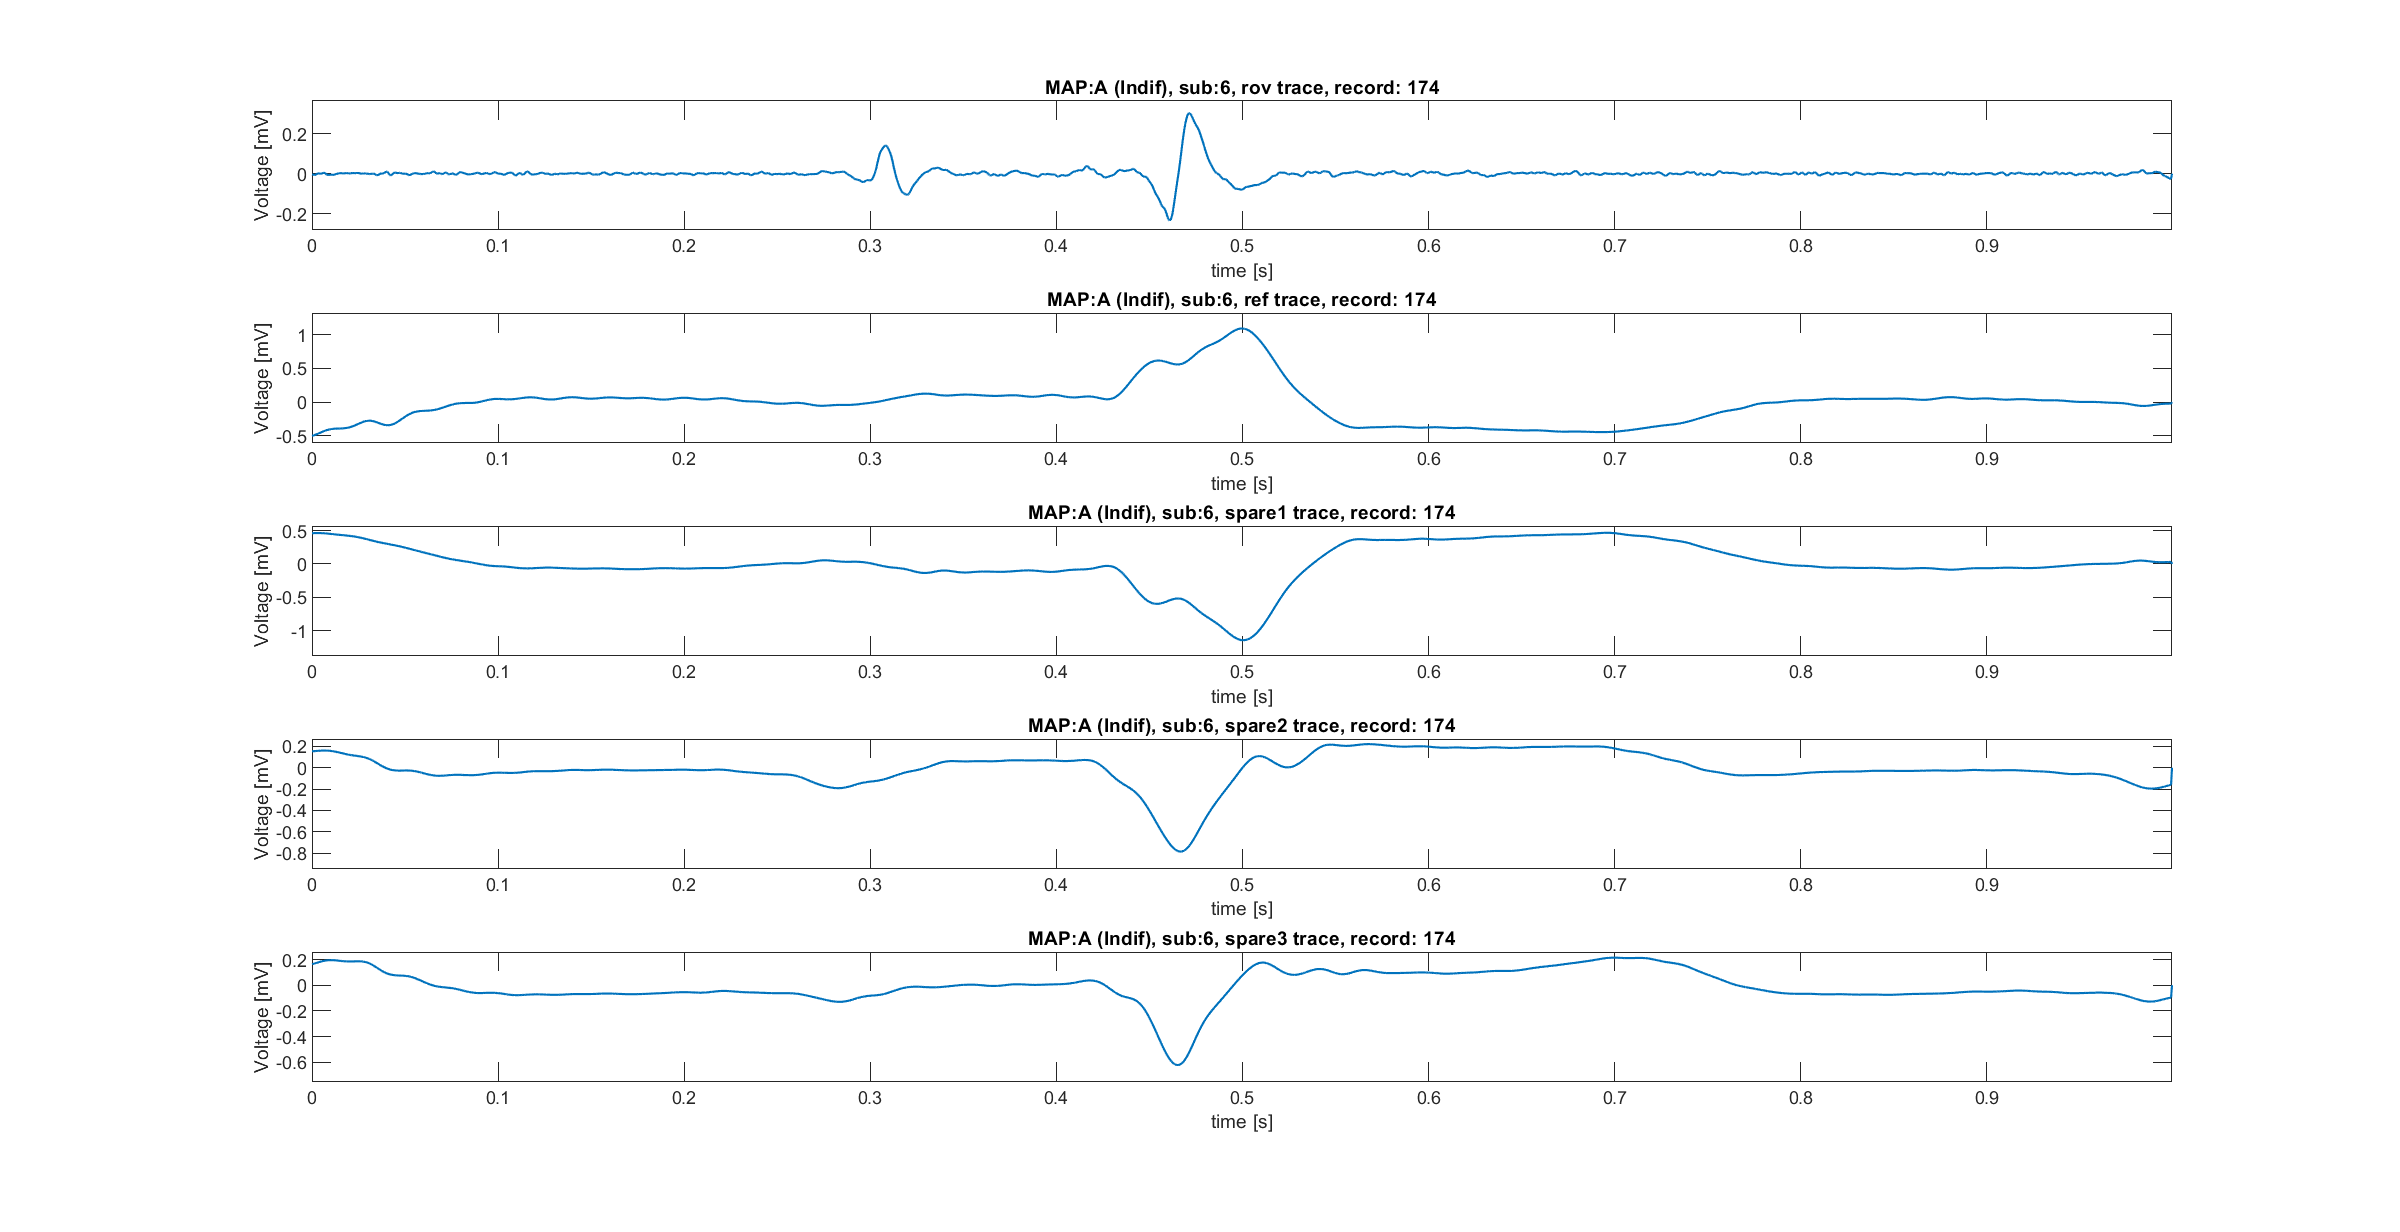 MAP:A (Indif), sub:6, rov trace, record: 174
Voltage [mV]
0.2
0
-0.2
0 0.1 0.2 0.3 0.4 0.5 0.6 0.7 0.8 0.9
time [s]
MAP:A (Indif), sub:6, ref trace, record: 174
Voltage [mV]
1
0.5
0
-0.5
0 0.1 0.2 0.3 0.4 0.5 0.6 0.7 0.8 0.9
time [s]
MAP:A (Indif), sub:6, spare1 trace, record: 174
Voltage [mV]
0.5
0
-0.5
-1
0 0.1 0.2 0.3 0.4 0.5 0.6 0.7 0.8 0.9
time [s]
MAP:A (Indif), sub:6, spare2 trace, record: 174
Voltage [mV]
0.2
0
-0.2
-0.4
-0.6
-0.8
0 0.1 0.2 0.3 0.4 0.5 0.6 0.7 0.8 0.9
time [s]
MAP:A (Indif), sub:6, spare3 trace, record: 174
Voltage [mV]
0.2
0
-0.2
-0.4
-0.6
0 0.1 0.2 0.3 0.4 0.5 0.6 0.7 0.8 0.9
time [s]